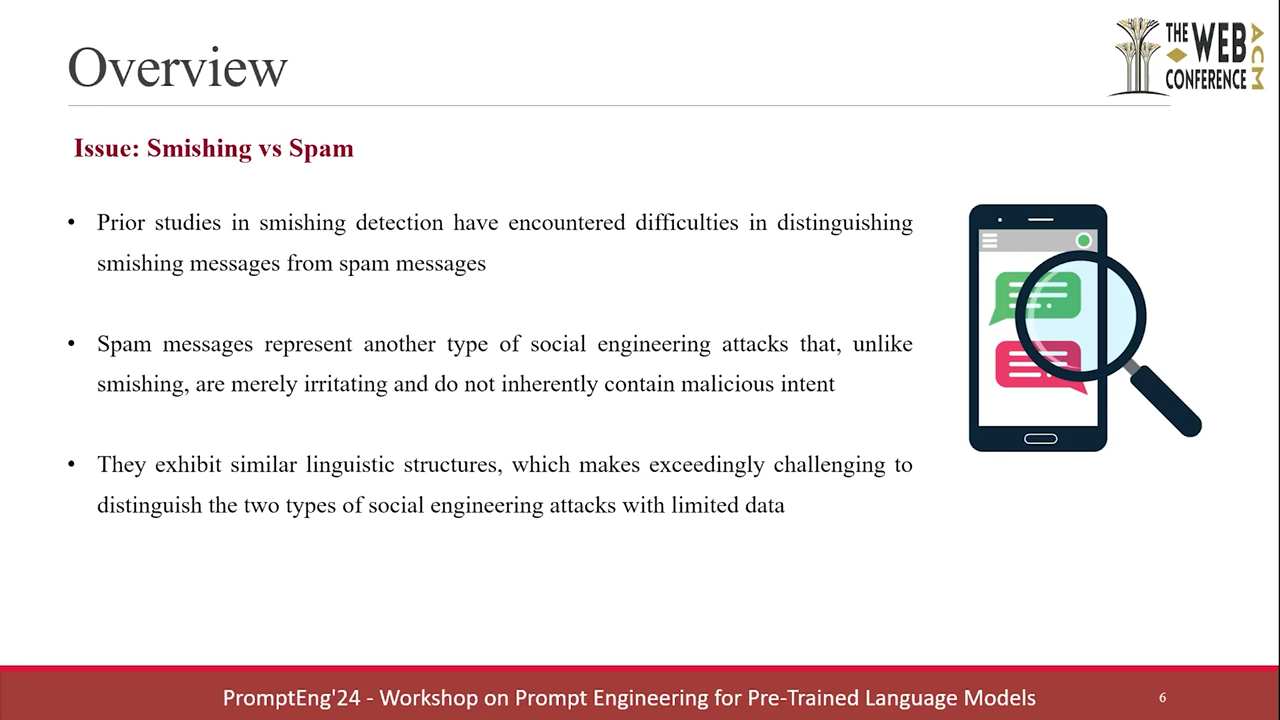 Overview
THE WEB CONFERENCE ACM
Issue: Smishing vs Spam
• Prior studies in smishing detection have encountered difficulties in distinguishing
smishing messages from spam messages
• Spam messages represent another type of social engineering attacks that, unlike
smishing, are merely irritating and do not inherently contain malicious intent
• They exhibit similar linguistic structures, which makes exceedingly challenging to
distinguish the two types of social engineering attacks with limited data
PromptEng'24 - Workshop on Prompt Engineering for Pre-Trained Language Models
6